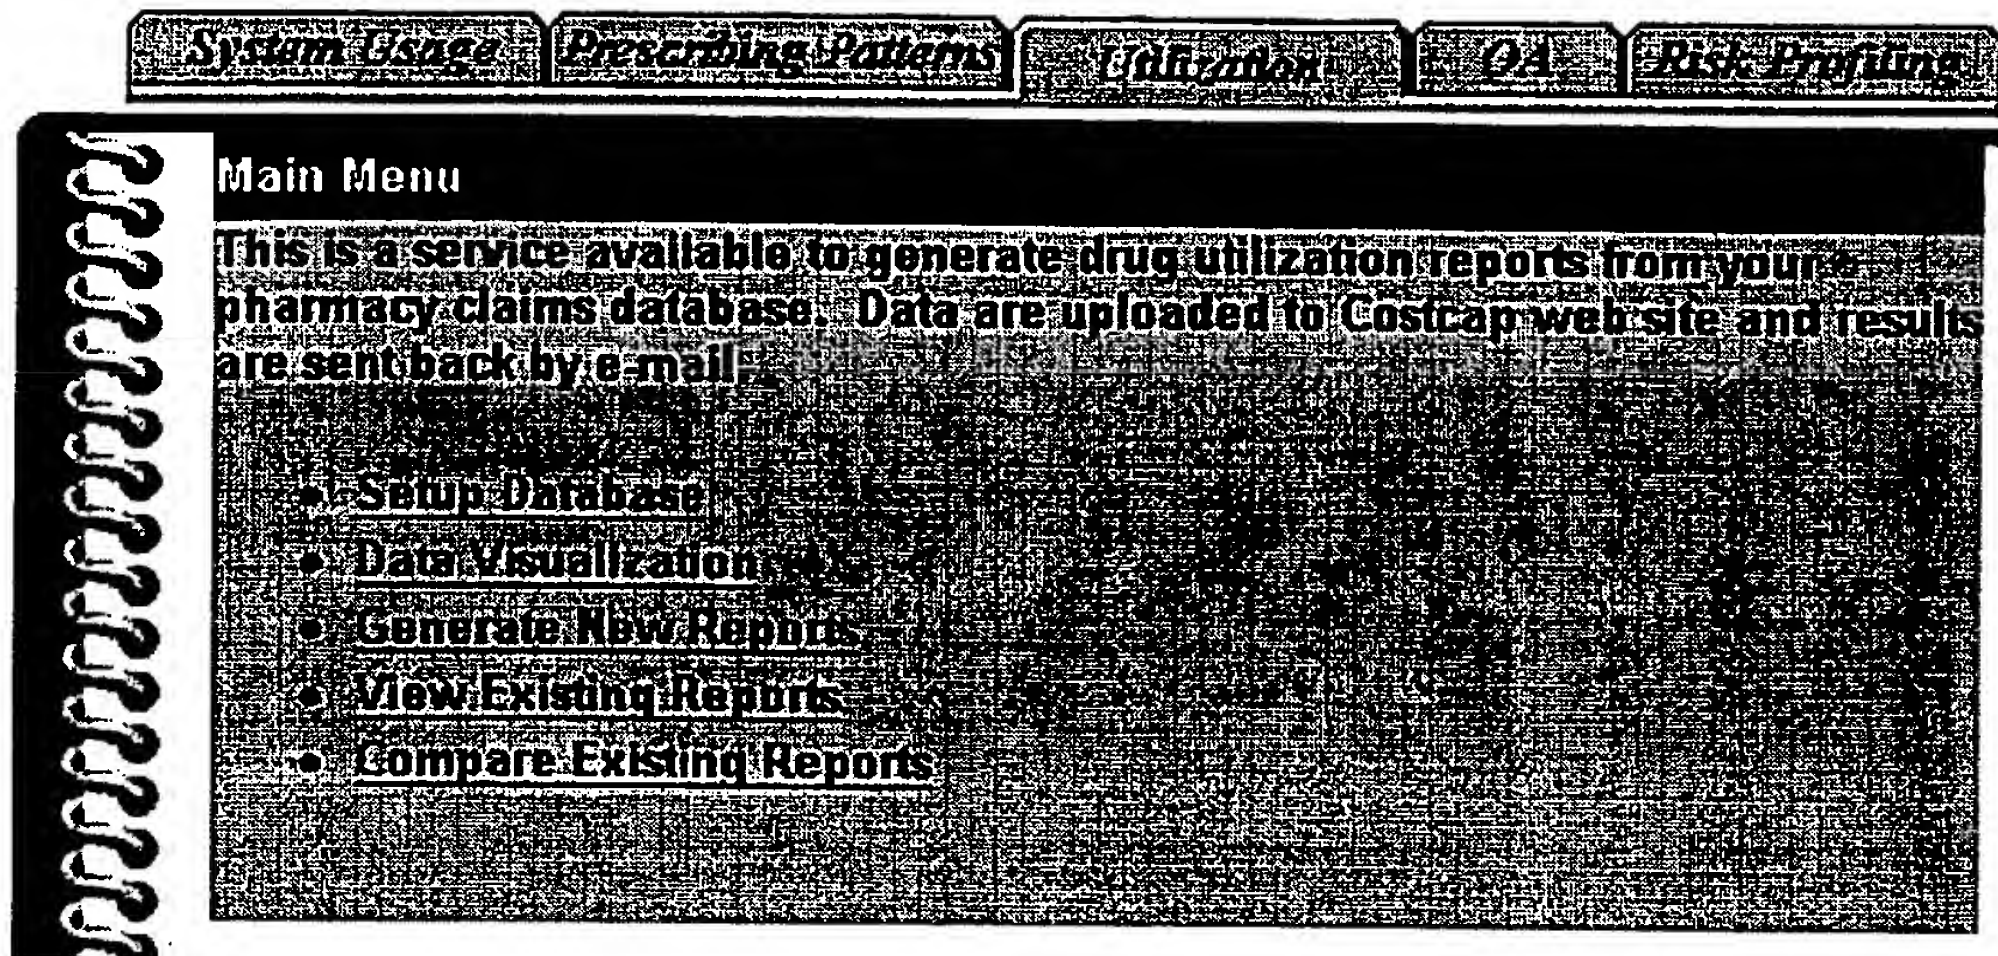 System Usage Prescribing Patterns Utilization QA Risk Profiling
Main Menu
This is a service available to generate drug utilization reports from your
pharmacy claims database. Data are uploaded to Costcap web site and results
are sent back by e-mail.
• Setup Database
• Data Visualization
• Generate New Reports
• View Existing Reports
• Compare Existing Reports